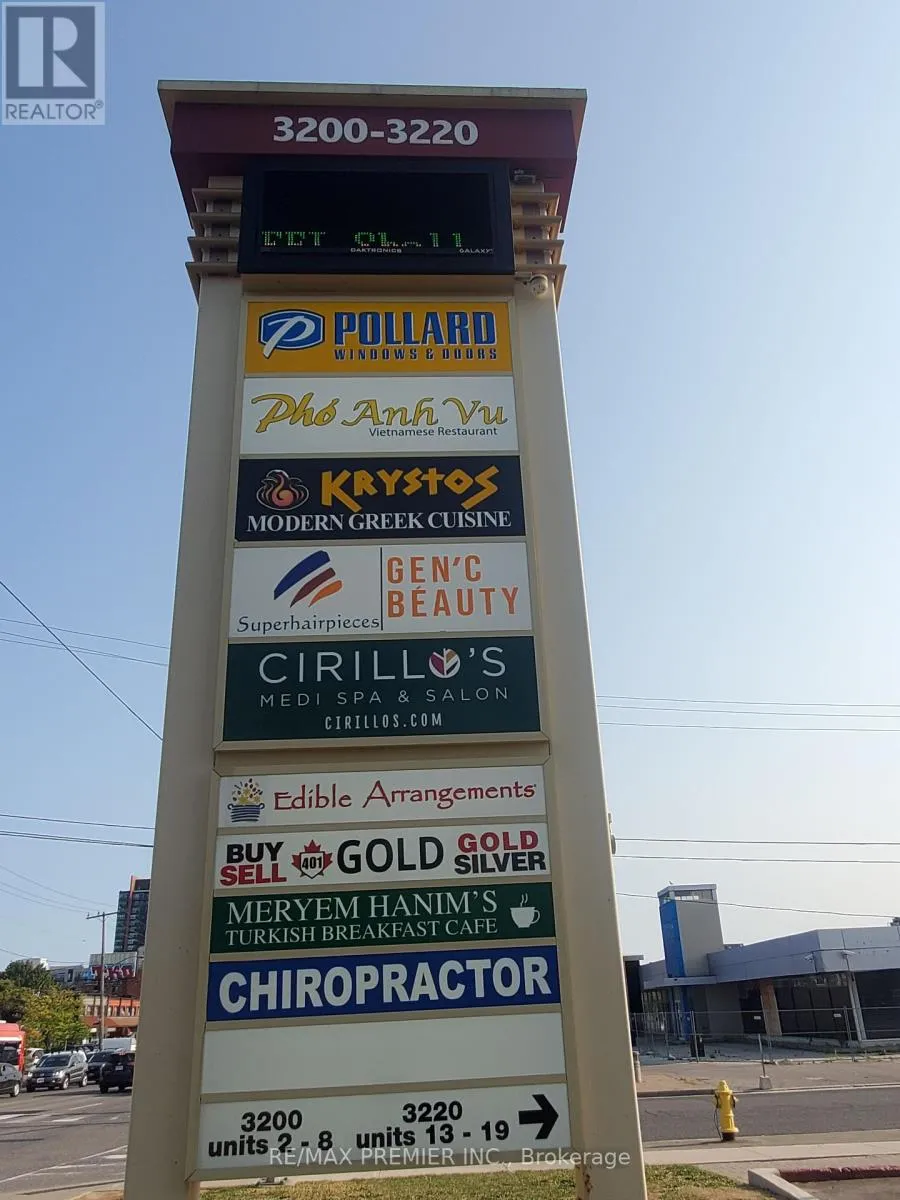 R
REALTOR®
3200-3220
DAKTRONICS GALAXY
P POLLARD
WINDOWS & DOORS
Phó Anh Vu
Vietnamese Restaurant
KRYSTOS
MODERN GREEK CUISINE
Superhairpieces
GEN'C
BÉAUTY
CIRILLO'S
MEDI SPA & SALON
CIRILLOS.COM
Edible Arrangements
BUY
SELL
401
GOLD
GOLD
SILVER
MERYEM HANIM'S
TURKISH BREAKFAST CAFE
CHIROPRACTOR
3200
units 2 - 8
3220
units 13 - 19
RE/MAX PREMIER INC., Brokerage